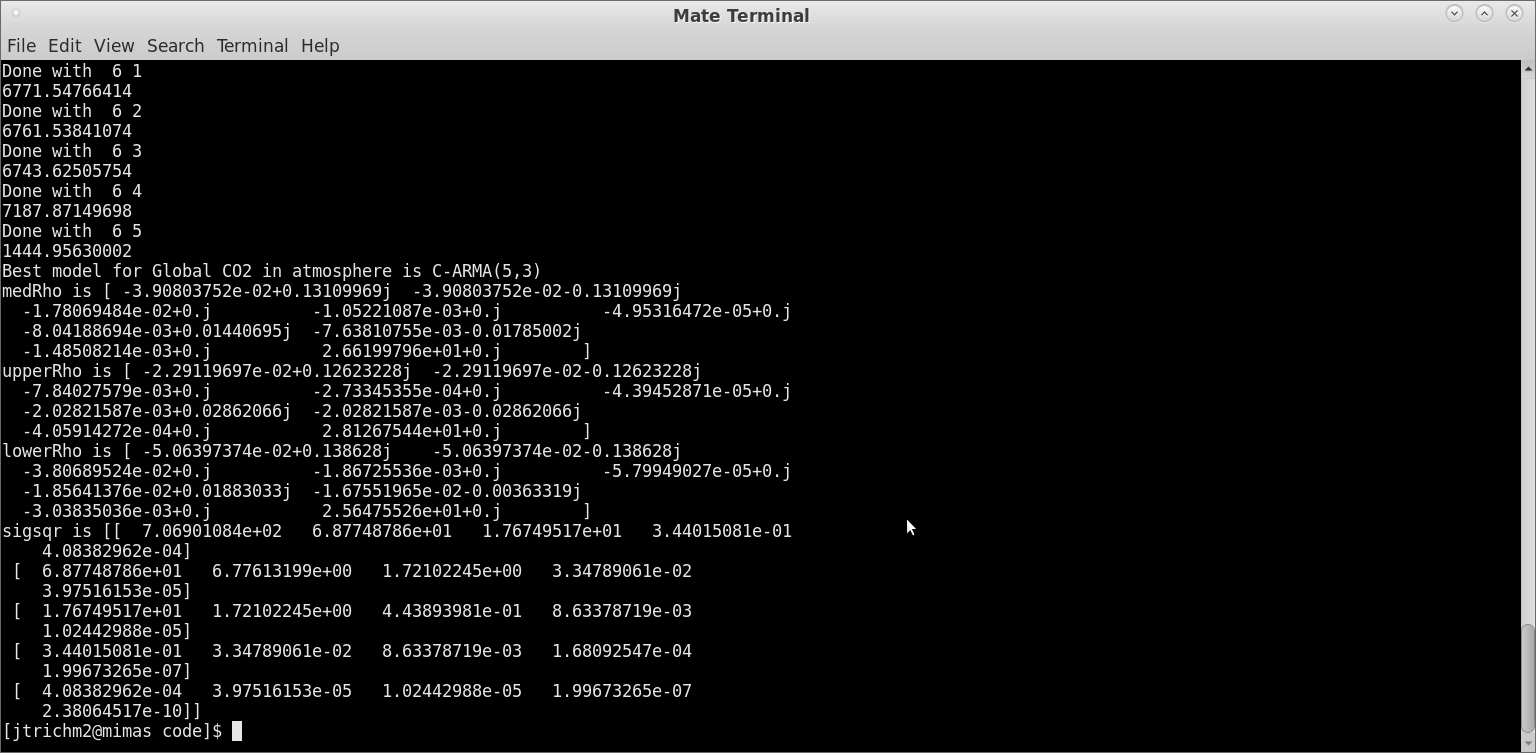 Mate Terminal
File Edit View Search Terminal Help
Done with  6 1
6771.54766414
Done with  6 2
6761.53841074
Done with  6 3
6743.62505754
Done with  6 4
7187.87149698
Done with  6 5
1444.95630002
Best model for Global CO2 in atmosphere is C-ARMA(5,3)
medRho is [ -3.90803752e-02+0.13109969j  -3.90803752e-02-0.13109969j
  -1.78069484e-02+0.j          -1.05221087e-03+0.j          -4.95316472e-05+0.j
  -8.04188694e-03+0.01440695j  -7.63810755e-03-0.01785002j
  -1.48508214e-03+0.j           2.66199796e+01+0.j        ]
upperRho is [ -2.29119697e-02+0.12623228j  -2.29119697e-02-0.12623228j
  -7.84027579e-03+0.j          -2.73345355e-04+0.j          -4.39452871e-05+0.j
  -2.02821587e-03+0.02862066j  -2.02821587e-03-0.02862066j
  -4.05914272e-04+0.j           2.81267544e+01+0.j        ]
lowerRho is [ -5.06397374e-02+0.138628j    -5.06397374e-02-0.138628j
  -3.80689524e-02+0.j          -1.86725536e-03+0.j          -5.79949027e-05+0.j
  -1.85641376e-02+0.01883033j  -1.67551965e-02-0.00363319j
  -3.03835036e-03+0.j           2.56475526e+01+0.j        ]
sigsqr is [[  7.06901084e+02   6.87748786e+01   1.76749517e+01   3.44015081e-01
    4.08382962e-04]
 [  6.87748786e+01   6.77613199e+00   1.72102245e+00   3.34789061e-02
    3.97516153e-05]
 [  1.76749517e+01   1.72102245e+00   4.43893981e-01   8.63378719e-03
    1.02442988e-05]
 [  3.44015081e-01   3.34789061e-02   8.63378719e-03   1.68092547e-04
    1.99673265e-07]
 [  4.08382962e-04   3.97516153e-05   1.02442988e-05   1.99673265e-07
    2.38064517e-10]]
[jtrichm2@mimas code]$